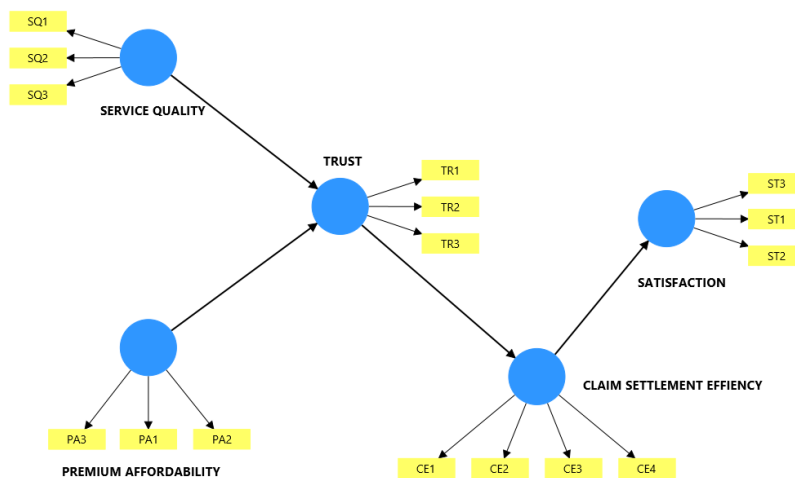 SQ1
SQ2
SQ3
SERVICE QUALITY
TRUST
TR1
TR2
TR3
ST3
ST1
ST2
SATISFACTION
PA3 PA1 PA2
PREMIUM AFFORDABILITY
CLAIM SETTLEMENT EFFIENCY
CE1 CE2 CE3 CE4